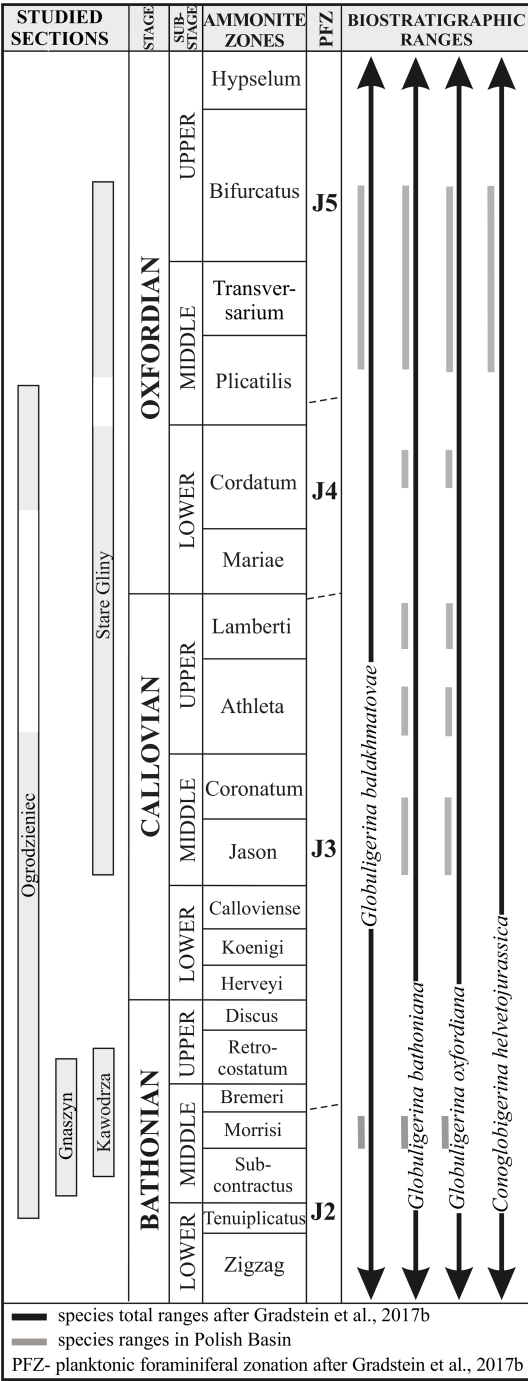 STUDIED
SECTIONS
STAGE
SUB-
STAGE
AMMONITE
ZONES
PFZ
BIOSTRATIGRAPHIC
RANGES
Ogrodzieniec
Gnaszyn
Stare Gliny
Kawodrza
OXFORDIAN
CALLOVIAN
BATHONIAN
UPPER
MIDDLE
LOWER
UPPER
MIDDLE
LOWER
UPPER
MIDDLE
LOWER
Hypselum
Bifurcatus
Transver-
sarium
Plicatilis
Cordatum
Mariae
Lamberti
Athleta
Coronatum
Jason
Calloviense
Koenigi
Herveyi
Discus
Retro-
costatum
Bremeri
Morrisi
Sub-
contractus
Tenuiplicatus
Zigzag
J5
J4
J3
J2
Globuligerina balakhmatovae
Globuligerina bathoniana
Globuligerina oxfordiana
Conoglobigerina helvetojurassica
species total ranges after Gradstein et al., 2017b
species ranges in Polish Basin
PFZ- planktonic foraminiferal zonation after Gradstein et al., 2017b